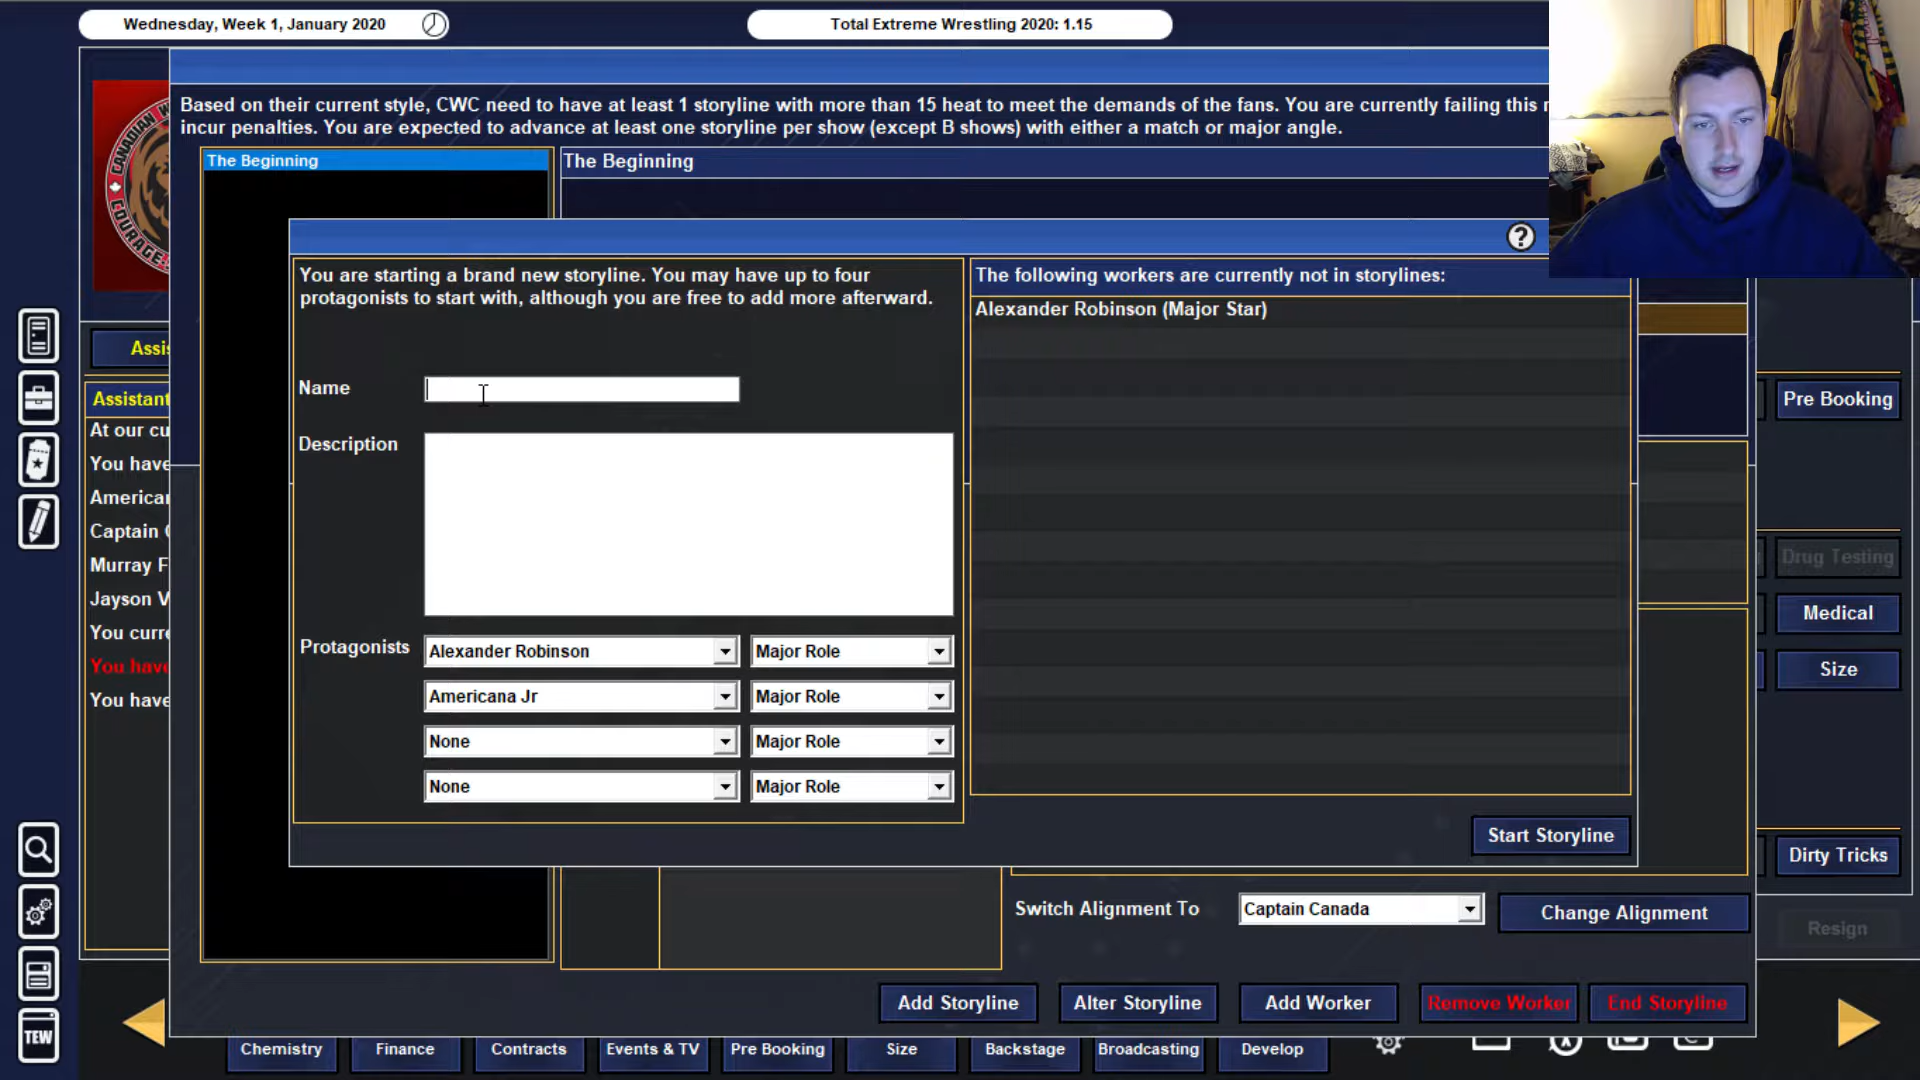 Wednesday, Week 1, January 2020
Total Extreme Wrestling 2020: 1.15
Based on their current style, CWC need to have at least 1 storyline with more than 15 heat to meet the demands of the fans. You are currently failing this
incur penalties. You are expected to advance at least one storyline per show (except B shows) with either a match or major angle.
The Beginning
The Beginning
CANADIAN
COURAGE
You are starting a brand new storyline. You may have up to four
protagonists to start with, although you are free to add more afterward.
The following workers are currently not in storylines:
Alexander Robinson (Major Star)
?
Name
Description
Protagonists
Alexander Robinson
Major Role
Americana Jr
Major Role
None
Major Role
None
Major Role
Start Storyline
Assistant
At our
You have
Captain
Murray
Jayson
You
You have
You have
Pre Booking
Drug Testing
Medical
Size
Dirty Tricks
Resign
Switch Alignment To
Captain Canada
Change Alignment
Add Storyline
Alter Storyline
Add Worker
Remove Worker
End Storyline
TEW
Chemistry
Finance
Contracts
Events & TV
Pre Booking
Size
Backstage
Broadcasting
Develop